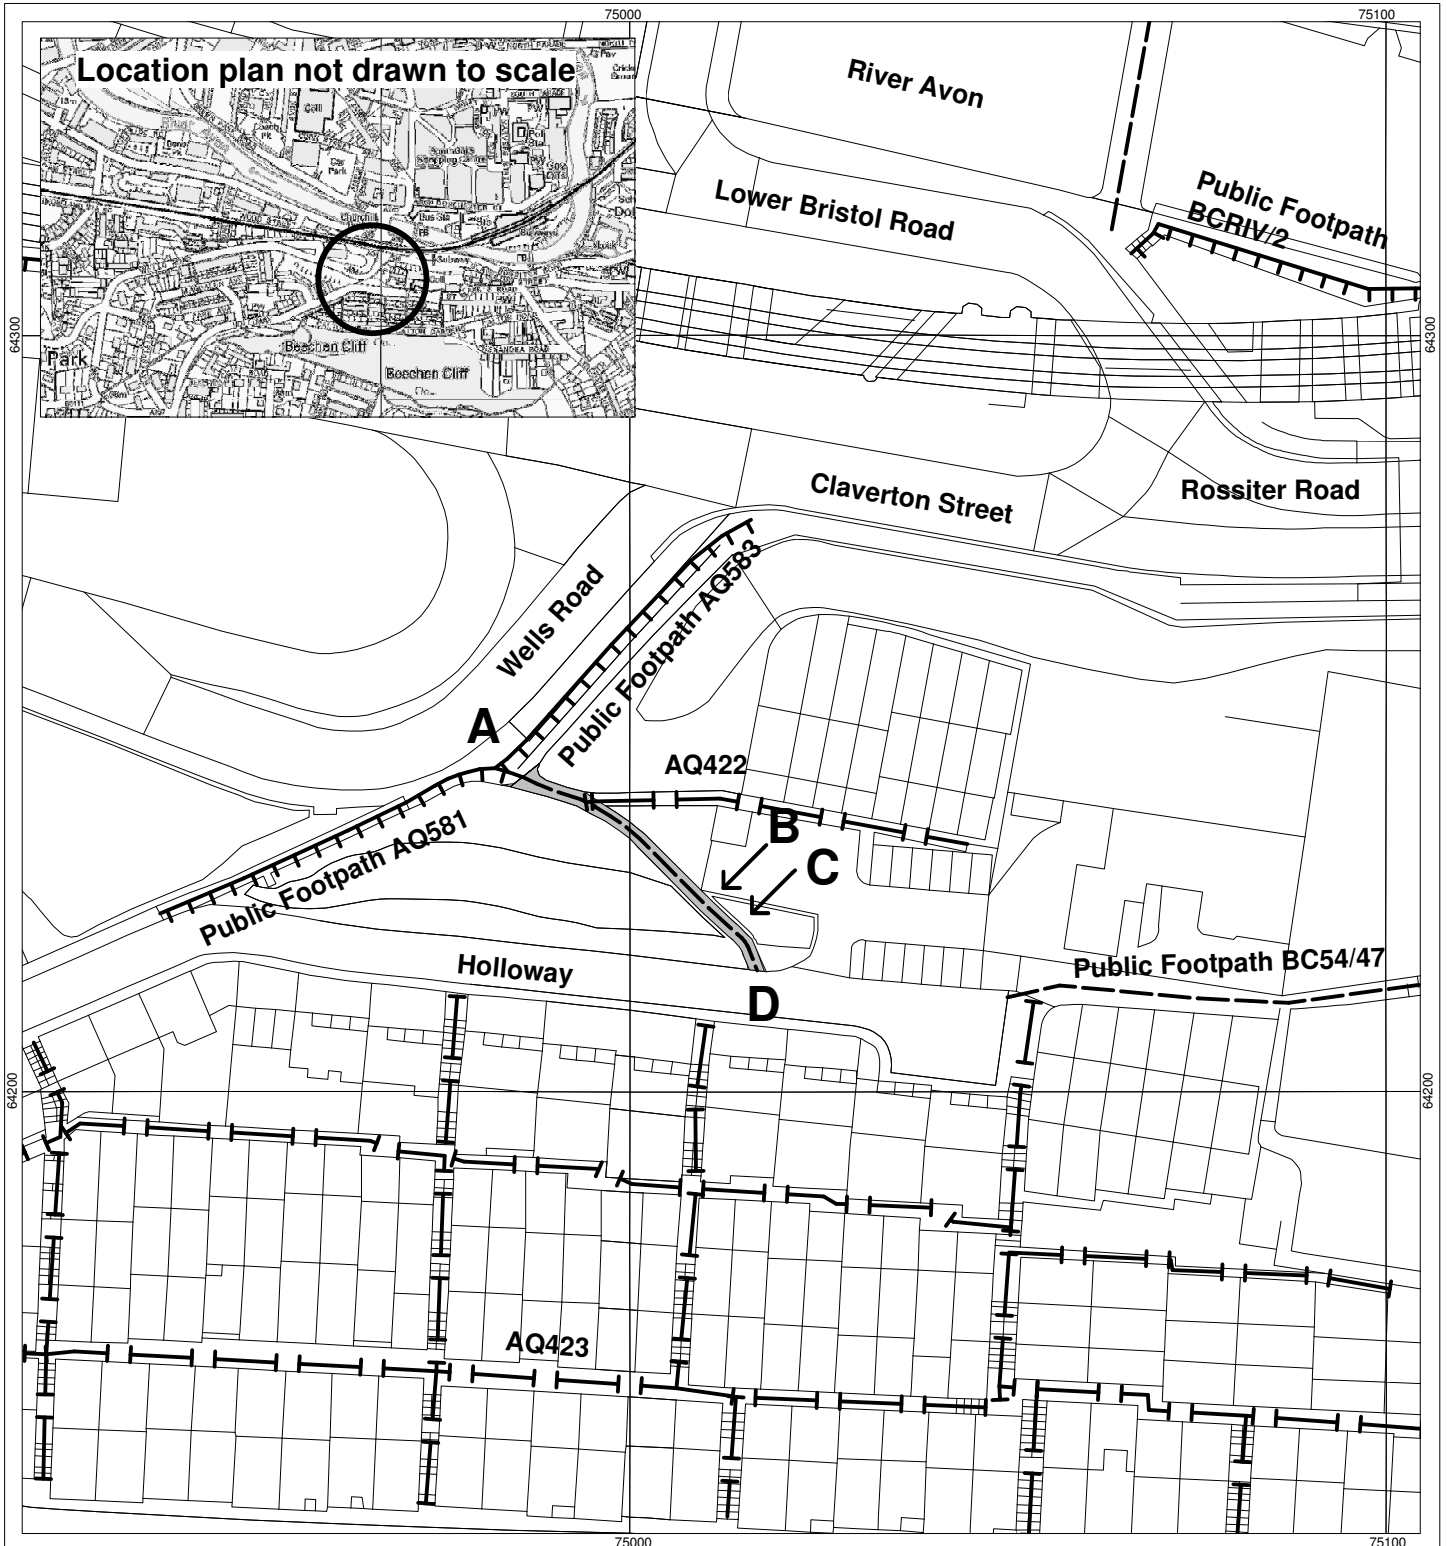 75000
75100
Location plan not drawn to scale
River Avon
Public Footpath
BCRIV/2
Lower Bristol Road
64300
64300
Park
Beechen Cliff
Beechen Cliff
Claverton Street
Rossiter Road
Wells Road
Public Footpath AQ583
A
AQ422
B
C
Public Footpath AQ581
Holloway
Public Footpath BC54/47
D
64200
64200
AQ423
75000
75100